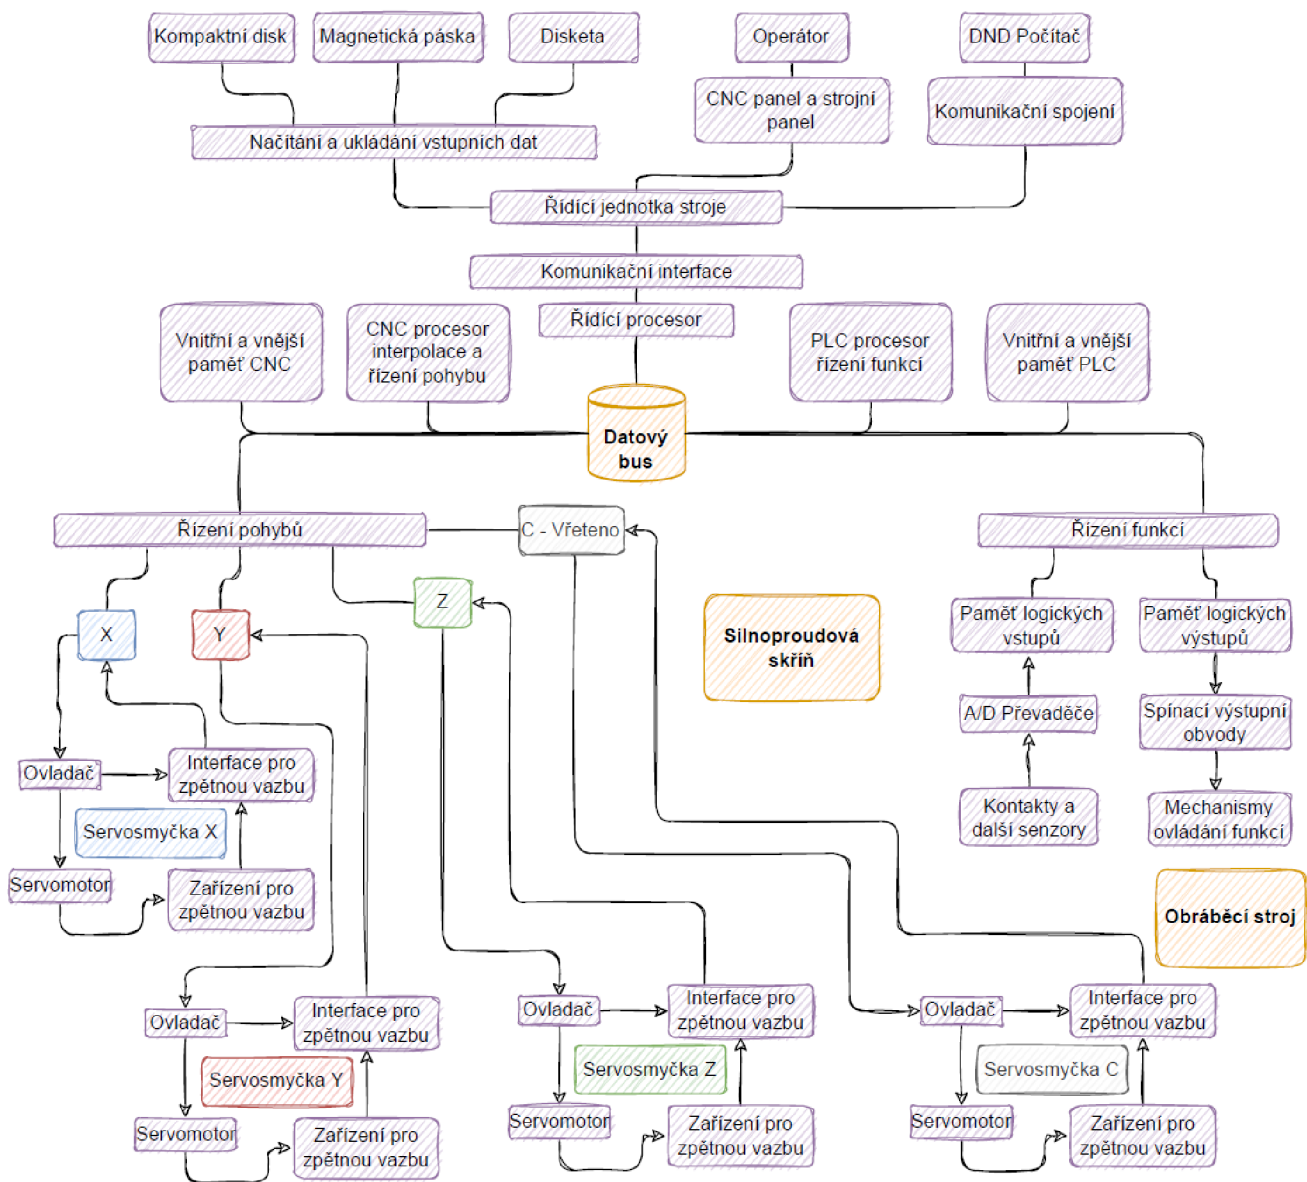 Kompaktní disk
Magnetická páska
Disketa
Operátor
DND Počítač
CNC panel a strojní
panel
Komunikační spojení
Načítání a ukládání vstupních dat
Řídící jednotka stroje
Komunikační interface
Řídící procesor
Vnitřní a vnější
paměť CNC
CNC procesor
interpolace a
řízení pohybu
PLC procesor
řízení funkcí
Vnitřní a vnější
paměť PLC
Datový
bus
Řízení pohybů
C - Vřeteno
Řízení funkcí
X
Y
Z
Silnoproudová
skříň
Paměť logických
vstupů
Paměť logických
výstupů
A/D Převaděče
Spínací výstupní
obvody
Kontakty a
další senzory
Mechanismy
ovládání funkcí
Ovladač
Interface pro
zpětnou vazbu
Servosmyčka X
Servomotor
Zařízení pro
zpětnou vazbu
Obráběcí stroj
Ovladač
Interface pro
zpětnou vazbu
Servosmyčka Y
Servomotor
Zařízení pro
zpětnou vazbu
Ovladač
Interface pro
zpětnou vazbu
Servosmyčka Z
Servomotor
Zařízení pro
zpětnou vazbu
Ovladač
Interface pro
zpětnou vazbu
Servosmyčka C
Servomotor
Zařízení pro
zpětnou vazbu